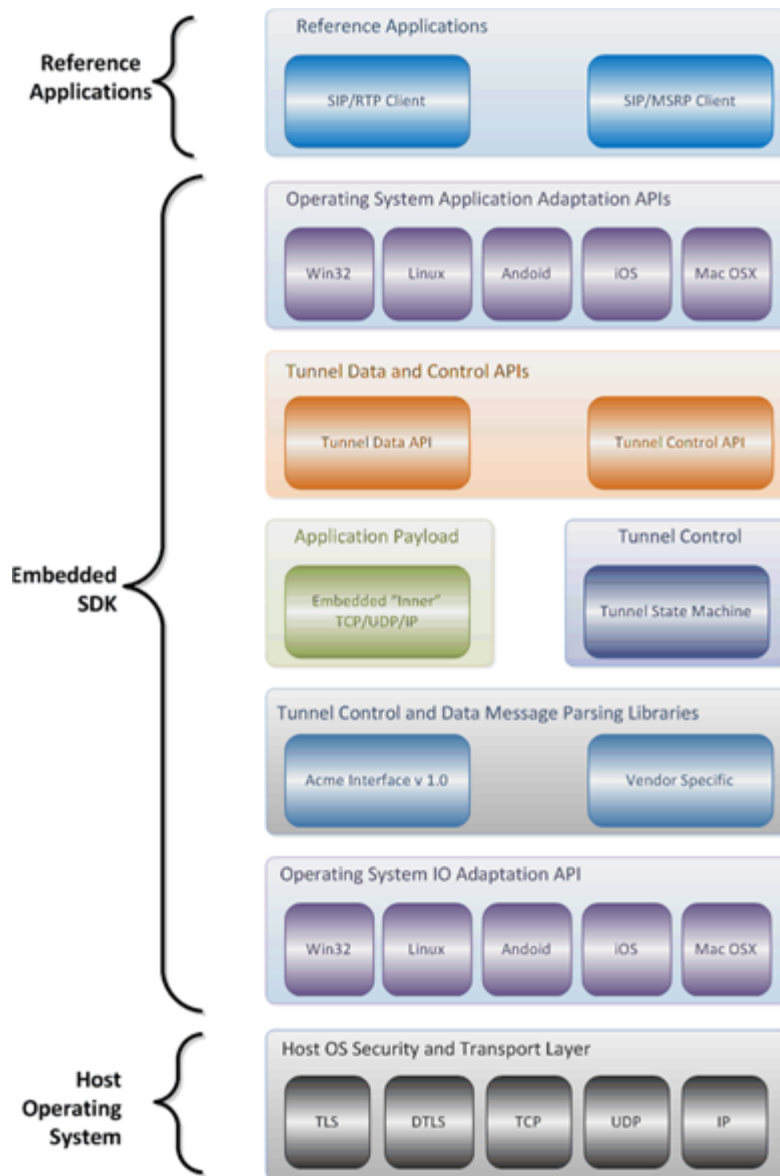 Reference
Applications
Reference Applications
SIP/RTP Client
SIP/MSRP Client
Embedded
SDK
Operating System Application Adaptation APIs
Win32
Linux
Andoid
iOS
Mac OSX
Tunnel Data and Control APIs
Tunnel Data API
Tunnel Control API
Application Payload
Embedded “Inner”
TCP/UDP/IP
Tunnel Control
Tunnel State Machine
Tunnel Control and Data Message Parsing Libraries
Acme Interface v 1.0
Vendor Specific
Operating System IO Adaptation API
Win32
Linux
Andoid
iOS
Mac OSX
Host
Operating
System
Host OS Security and Transport Layer
TLS
DTLS
TCP
UDP
IP